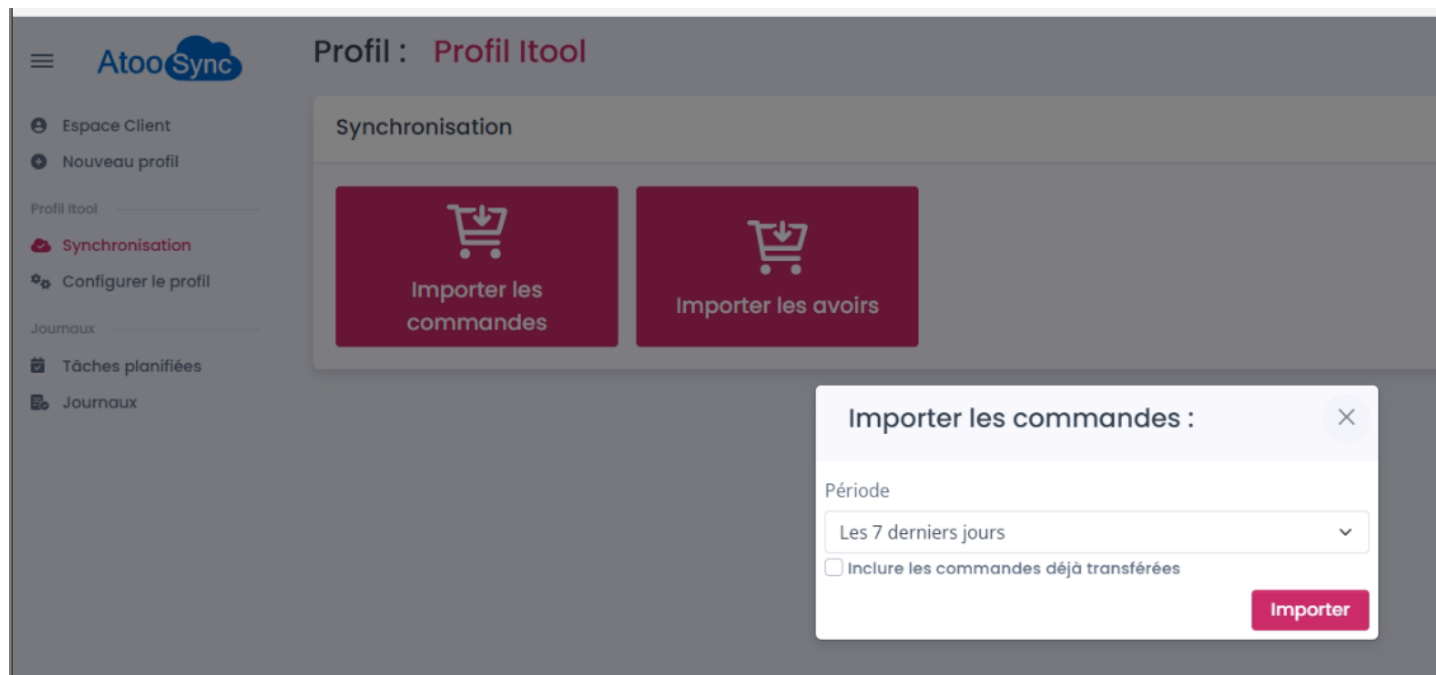 AtooSync
Profil : Profil Itool
Espace Client
Nouveau profil
Profil Itool
Synchronisation
Configurer le profil
Journaux
Tâches planifiées
Journaux
Synchronisation
Importer les
commandes
Importer les avoirs
Importer les commandes :
Période
Les 7 derniers jours
Inclure les commandes déjà transférées
Importer